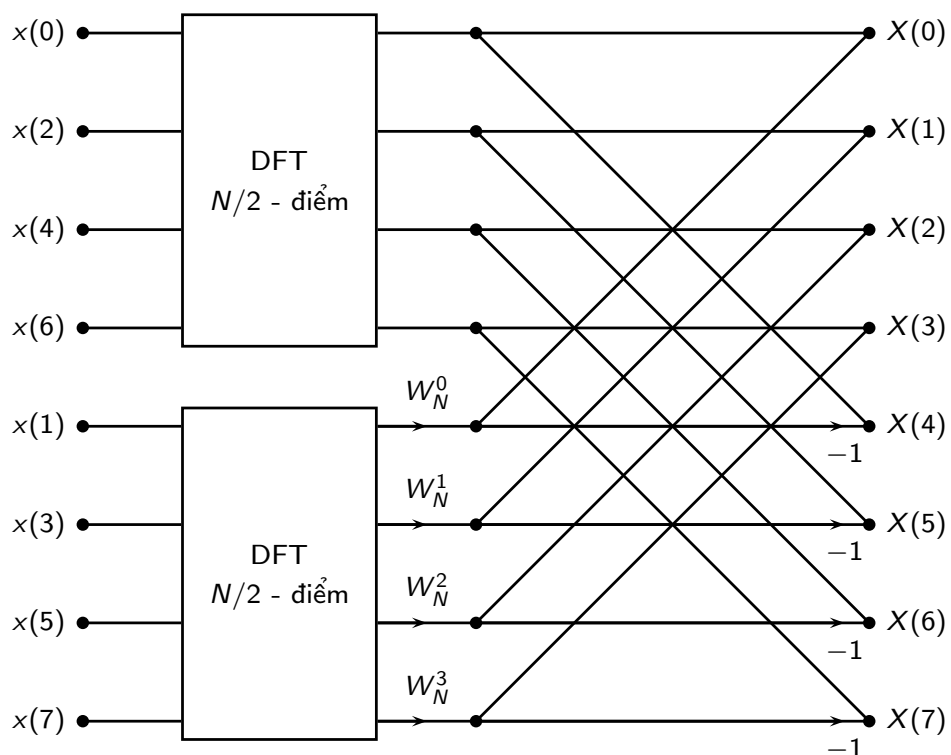 x(0)
X(0)
x(2)
X(1)
DFT
N/2 - điểm
x(4)
X(2)
x(6)
X(3)
W_N^0
x(1)
X(4)
−1
W_N^1
x(3)
X(5)
−1
DFT
N/2 - điểm
W_N^2
x(5)
X(6)
−1
W_N^3
x(7)
X(7)
−1